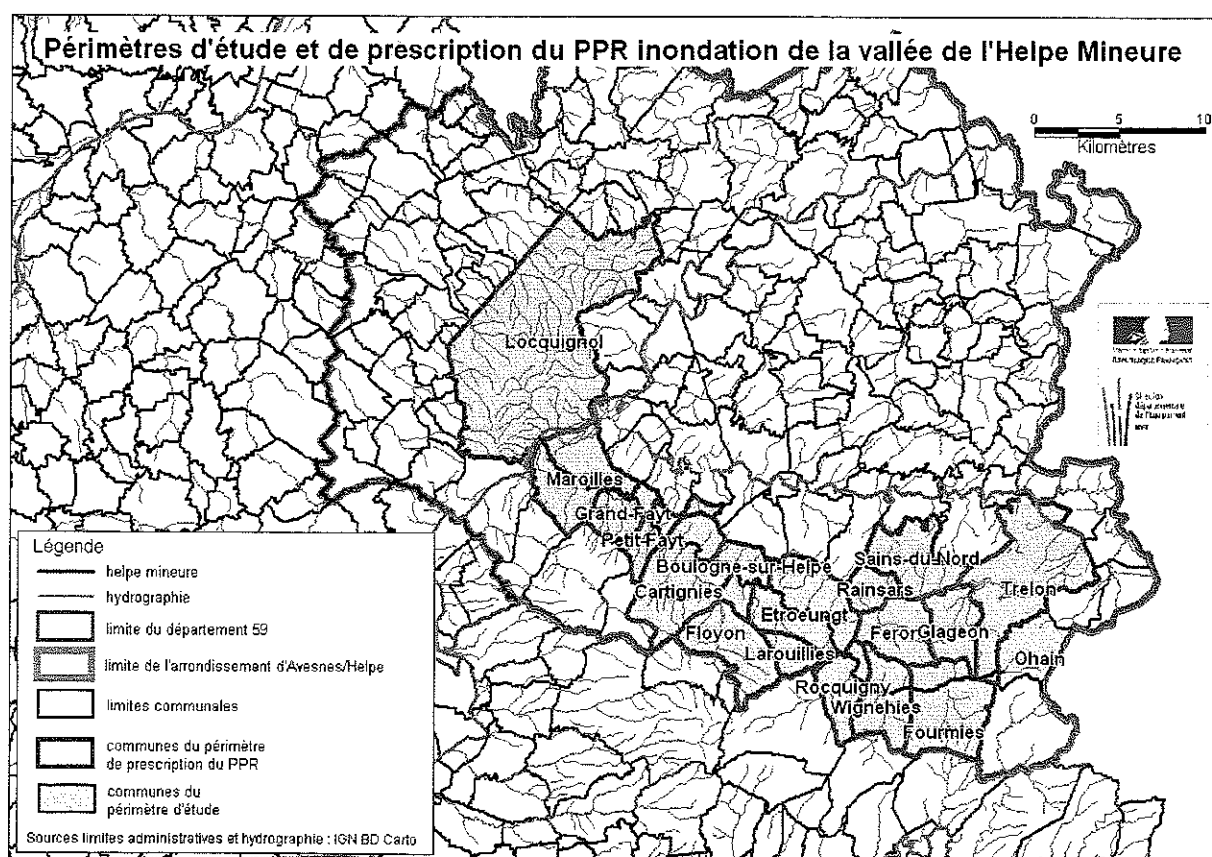 Périmètres d'étude et de prescription du PPR inondation de la vallée de l'Helpe Mineure
0 5 10
Kilomètres
Locquignol
Maroilles
Grand-Fayt
Petit-Fayt
Boulogne-sur-Helpe
Sains-du-Nord
Cartignies
Rainsars
Trelon
Etroeungt
Floyon
Feron
Glageon
Larouillies
Ohain
Rocquigny
Wignehies
Fourmies
Légende
helpe mineure
hydrographie
limite du département 59
limite de l'arrondissement d'Avesnes/Helpe
limites communales
communes du périmètre
de prescription du PPR
communes du
périmètre d'étude
Sources limites administratives et hydrographie : IGN BD Carto
départementale
de l'Equipement